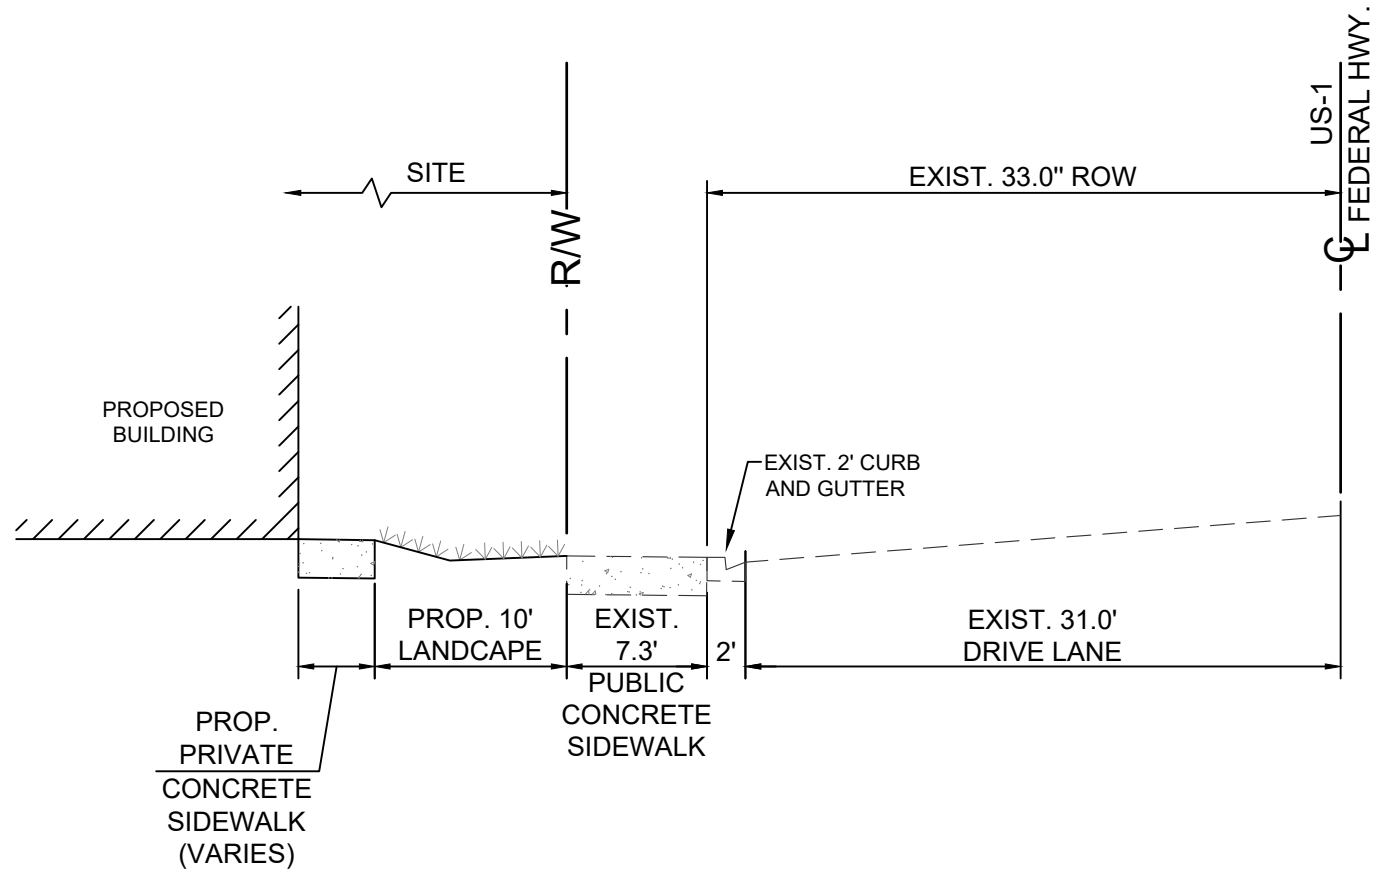 SITE
EXIST. 33.0" ROW
US-1
FEDERAL HWY.
CL
R/W
PROPOSED
BUILDING
EXIST. 2' CURB
AND GUTTER
PROP. 10'
LANDCAPE
EXIST.
7.3'
PUBLIC
CONCRETE
SIDEWALK
2'
EXIST. 31.0'
DRIVE LANE
PROP.
PRIVATE
CONCRETE
SIDEWALK
(VARIES)